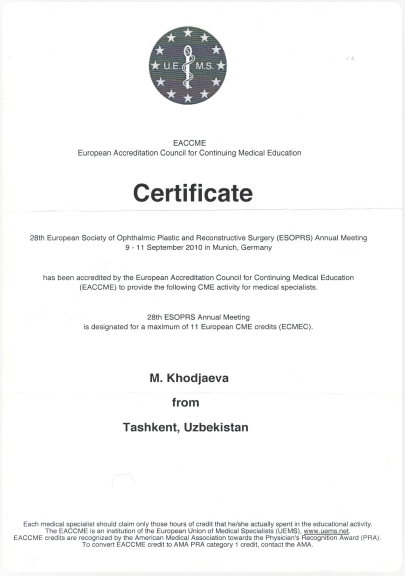 U.E. M.S.
EACCME
European Accreditation Council for Continuing Medical Education
Certificate
28th European Society of Ophthalmic Plastic and Reconstructive Surgery (ESOPRS) Annual Meeting
9 - 11 September 2010 in Munich, Germany
has been accredited by the European Accreditation Council for Continuing Medical Education
(EACCME) to provide the following CME activity for medical specialists.
28th ESOPRS Annual Meeting
is designated for a maximum of 11 European CME credits (ECMEC).
M. Khodjaeva
from
Tashkent, Uzbekistan
Each medical specialist should claim only those hours of credit that he/she actually spent in the educational activity.
The EACCME is an institution of the European Union of Medical Specialists (UEMS), www.uems.net.
EACCME credits are recognized by the American Medical Association towards the Physician's Recognition Award (PRA).
To convert EACCME credit to AMA PRA category 1 credit, contact the AMA.